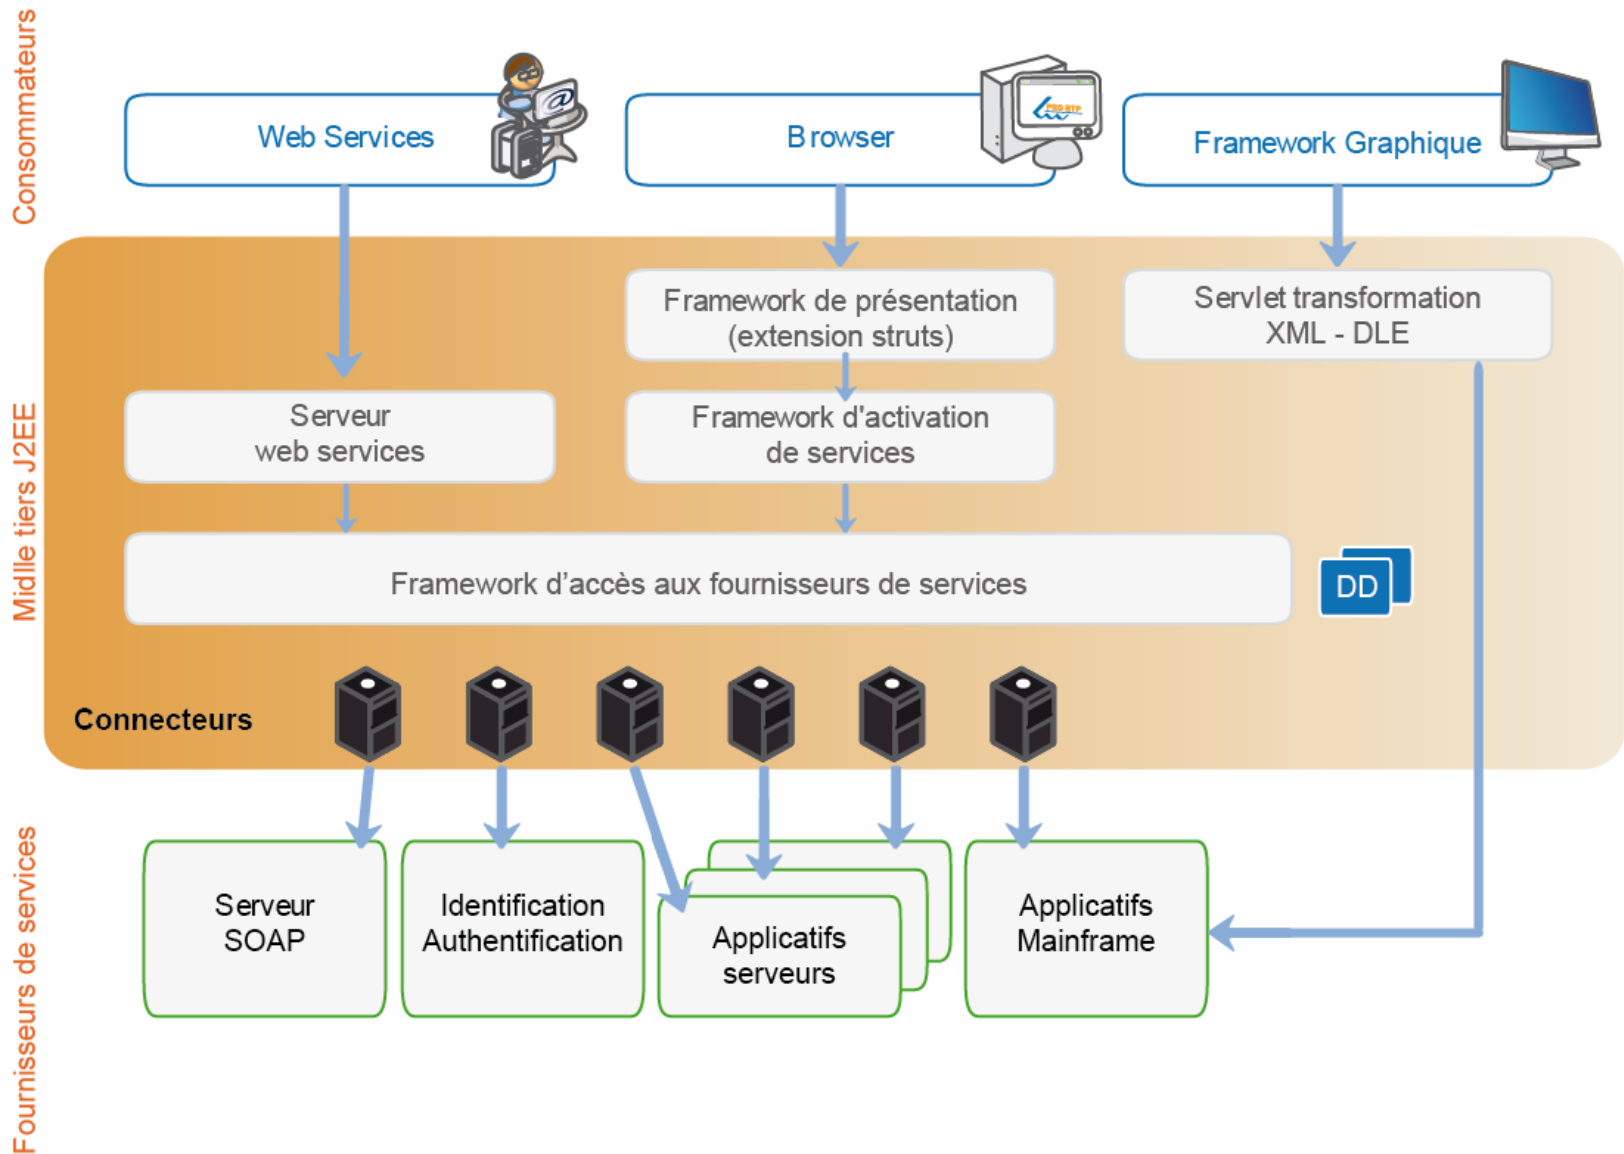 Consommateurs
Web Services
@
Browser
PRO BTP
Framework Graphique
Midlle tiers J2EE
Framework de présentation
(extension struts)
Servlet transformation
XML - DLE
Serveur
web services
Framework d'activation
de services
Framework d’accès aux fournisseurs de services
DD
Connecteurs
Fournisseurs de services
Serveur
SOAP
Identification
Authentification
Applicatifs
serveurs
Applicatifs
Mainframe